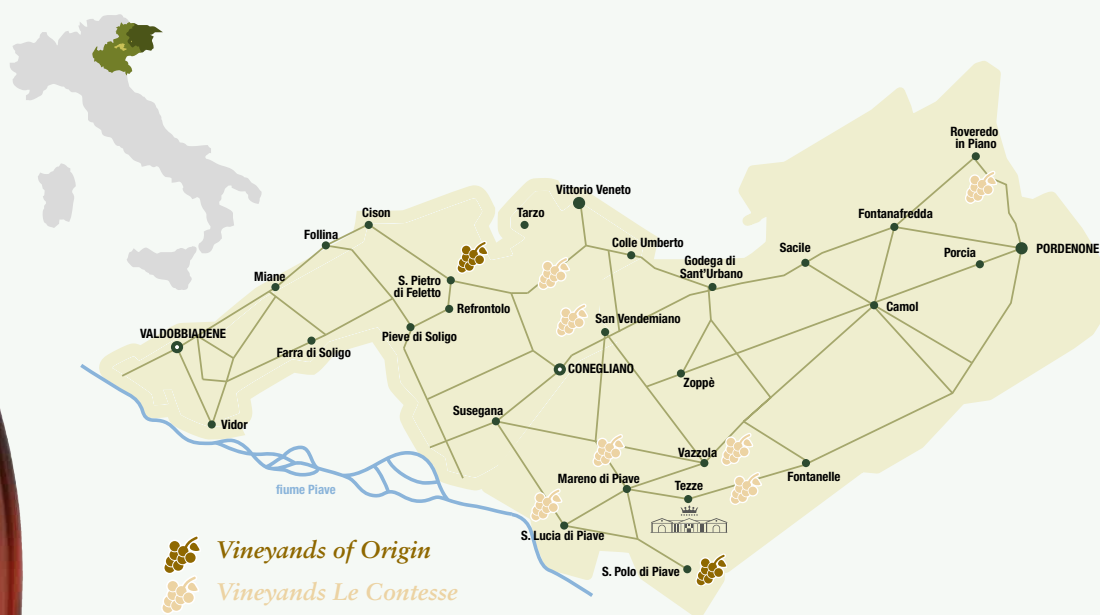 Roveredo
in Piano
Vittorio Veneto
Cison
Tarzo
Fontanafredda
Follina
Colle Umberto
Sacile
Porcia
PORDENONE
Godega di
Sant'Urbano
Miane
S. Pietro
di Feletto
Refrontolo
Camol
San Vendemiano
VALDOBBIADENE
Pieve di Soligo
Farra di Soligo
CONEGLIANO
Zoppè
Susegana
Vidor
Vazzola
Mareno di Piave
Tezze
Fontanelle
fiume Piave
S. Lucia di Piave
S. Polo di Piave
Vineyands of Origin
Vineyands Le Contesse